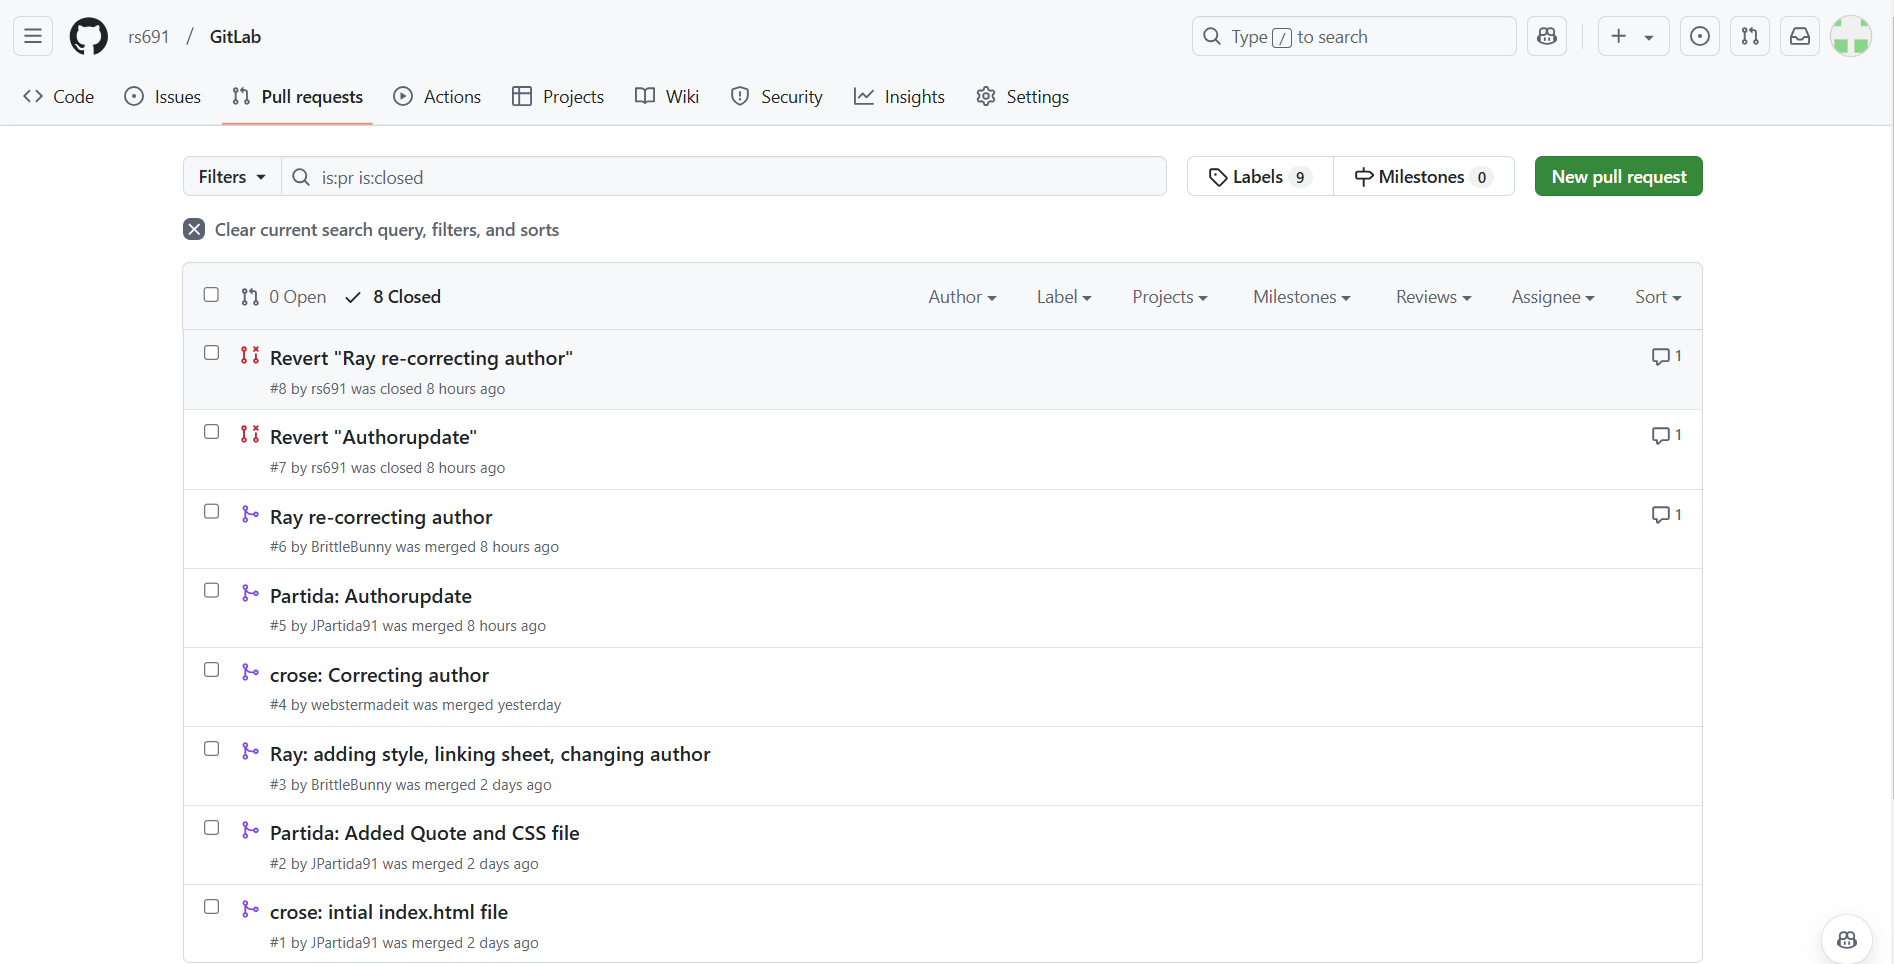 rs691 / GitLab
Type / to search
Code Issues Pull requests Actions Projects Wiki Security Insights Settings
Filters is:pr is:closed Labels 9 Milestones 0 New pull request
Clear current search query, filters, and sorts
0 Open 8 Closed Author Label Projects Milestones Reviews Assignee Sort
Revert "Ray re-correcting author" 1
#8 by rs691 was closed 8 hours ago
Revert "Authorupdate" 1
#7 by rs691 was closed 8 hours ago
Ray re-correcting author 1
#6 by BrittleBunny was merged 8 hours ago
Partida: Authorupdate
#5 by JPartida91 was merged 8 hours ago
crose: Correcting author
#4 by webstermadeit was merged yesterday
Ray: adding style, linking sheet, changing author
#3 by BrittleBunny was merged 2 days ago
Partida: Added Quote and CSS file
#2 by JPartida91 was merged 2 days ago
crose: intial index.html file
#1 by JPartida91 was merged 2 days ago